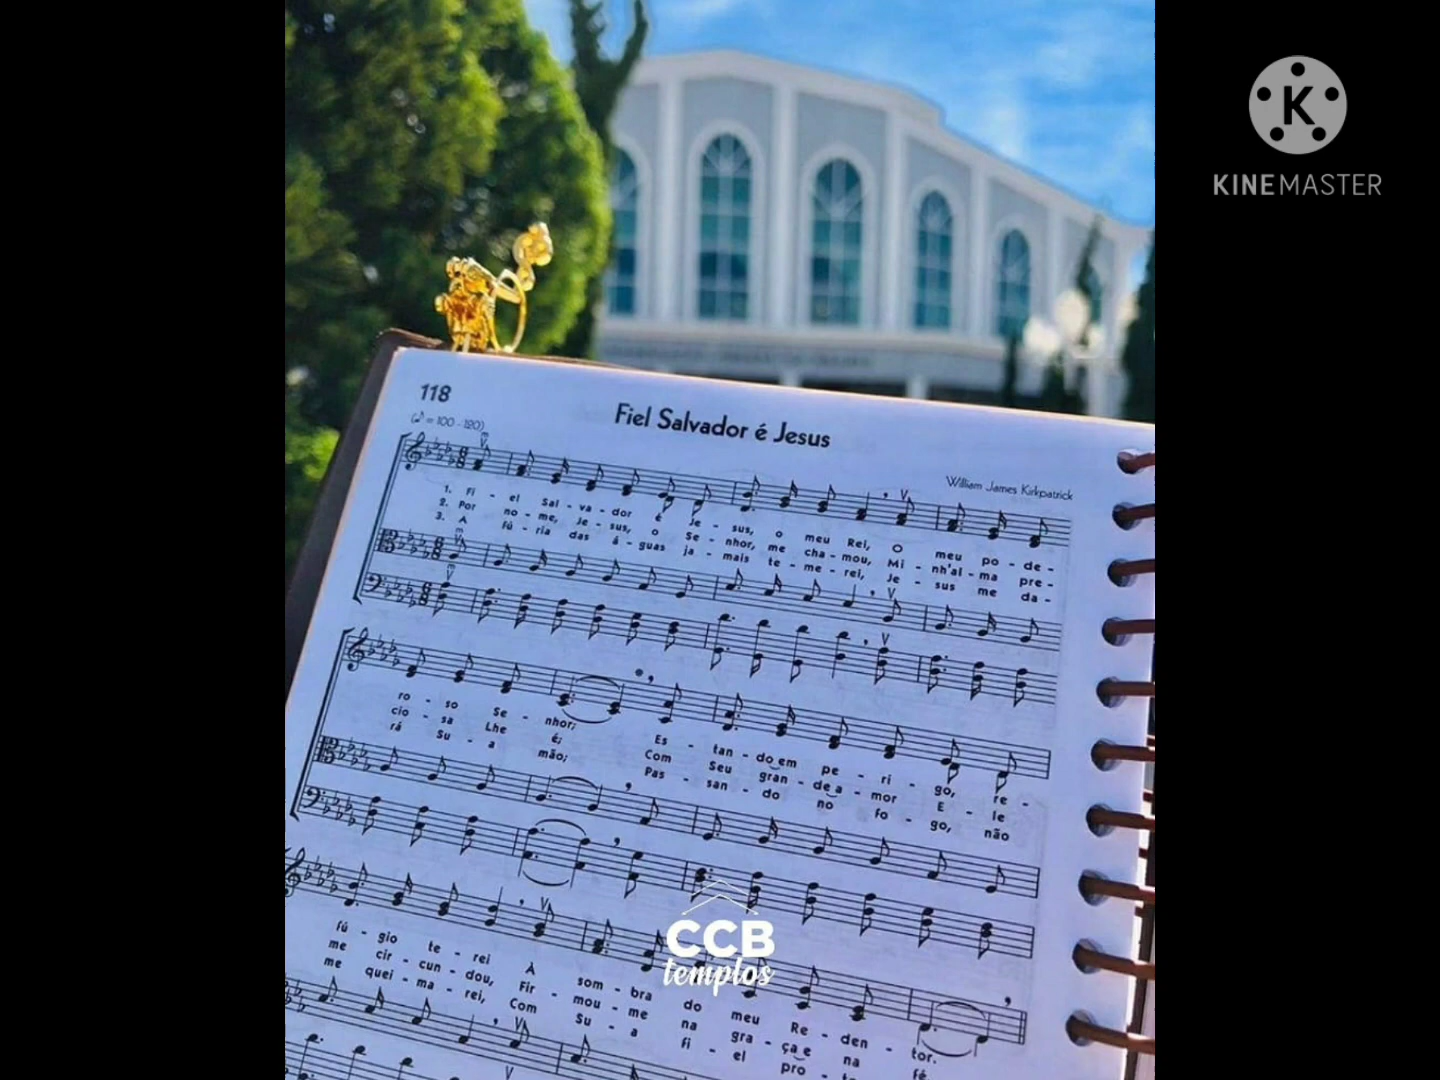 KINEMASTER
118
(♪ = 100 - 120)
Fiel Salvador é Jesus
William James Kirkpatrick
1. Fi - el Sal - va - dor é Je - sus, o meu Rei, O meu po - de -
2. Por no - me, Je - sus, o Se - nhor, me cha - mou, Mi - nh'al - ma pre -
3. A fú - ria das á - guas ja - mais te - me - rei, Je - sus me da -
ro - so Se - nhor; Es - tan - do em pe - ri - go, re -
cio - sa Lhe é; Com Seu gran - de a - mor E - le
rá Su - a mão; Pas - san - do no fo - go, não
fú - gio te - rei À som - bra do meu Re - den - tor.
me cir - cun - dou, Fir - mou - me na gra - ça e na fé.
me quei - ma - rei, Com Su - a fi - el
CCB
templos